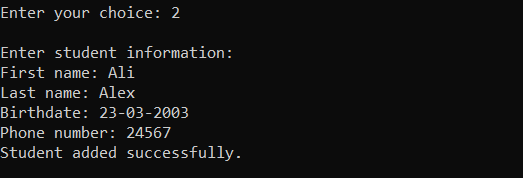 Enter your choice: 2
Enter student information:
First name: Ali
Last name: Alex
Birthdate: 23-03-2003
Phone number: 24567
Student added successfully.